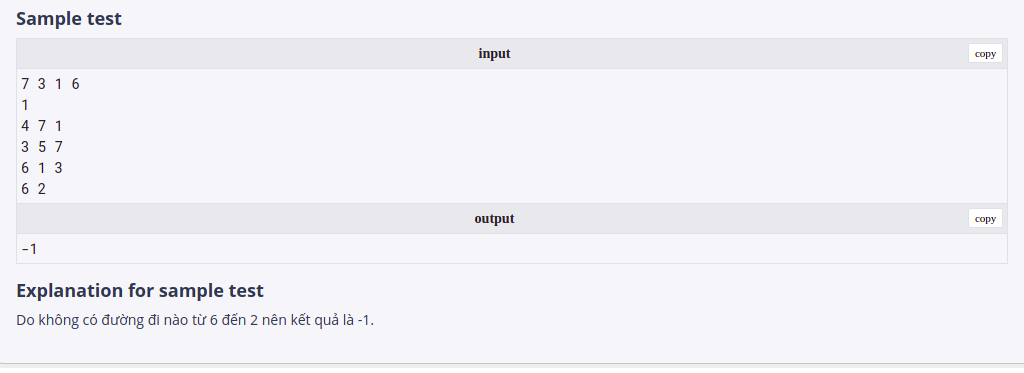 Sample test
input
copy
7 3 1 6
1
4 7 1
3 5 7
6 1 3
6 2
output
copy
-1
Explanation for sample test
Do không có đường đi nào từ 6 đến 2 nên kết quả là -1.